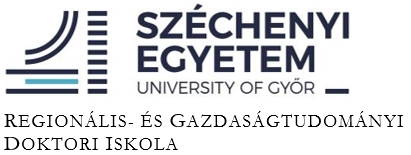 SZÉCHENYI
EGYETEM
UNIVERSITY OF GYŐR
REGIONÁLIS- ÉS GAZDASÁGTUDOMÁNYI
DOKTORI ISKOLA